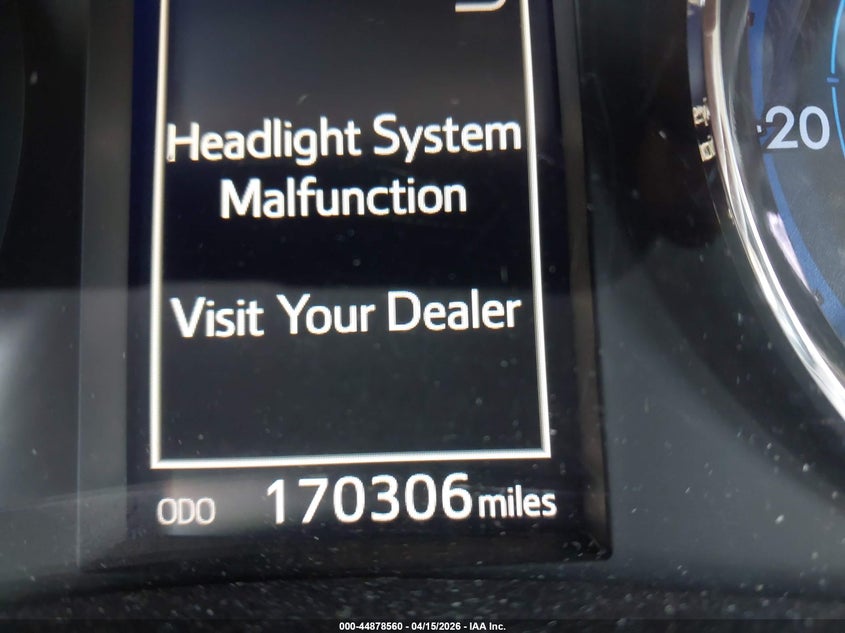 Headlight System
Malfunction
Visit Your Dealer
20
ODO 170306 miles
000-44878560 - 04/15/2026 - IAA Inc.